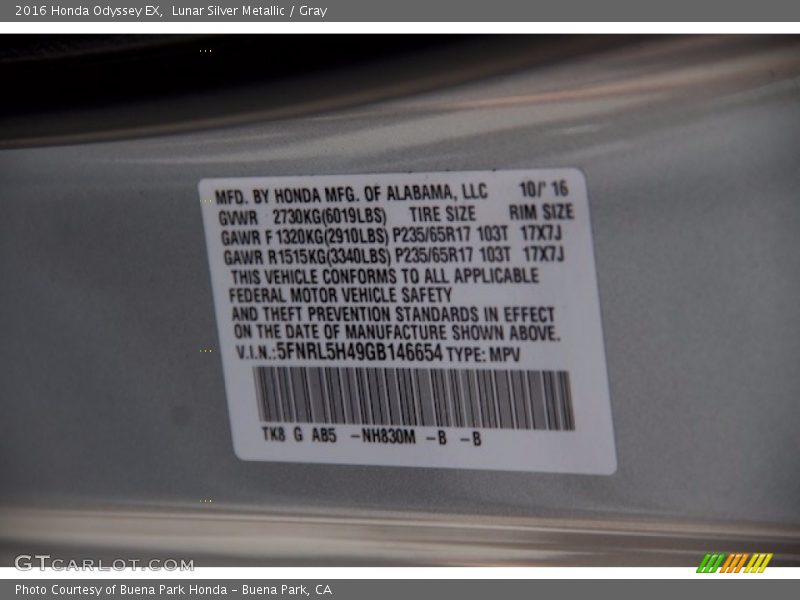 2016 Honda Odyssey EX,  Lunar Silver Metallic / Gray
MFD. BY HONDA MFG. OF ALABAMA, LLC 10/' 16
GVWR 2730KG(6019LBS) TIRE SIZE RIM SIZE
GAWR F 1320KG(2910LBS) P235/65R17 103T 17X7J
GAWR R1515KG(3340LBS) P235/65R17 103T 17X7J
THIS VEHICLE CONFORMS TO ALL APPLICABLE
FEDERAL MOTOR VEHICLE SAFETY
AND THEFT PREVENTION STANDARDS IN EFFECT
ON THE DATE OF MANUFACTURE SHOWN ABOVE.
V.I.N.:5FNRL5H49GB146654 TYPE: MPV
TK8 G AB5 -NH830M -B -B
GTCARLOT.COM
Photo Courtesy of Buena Park Honda - Buena Park, CA